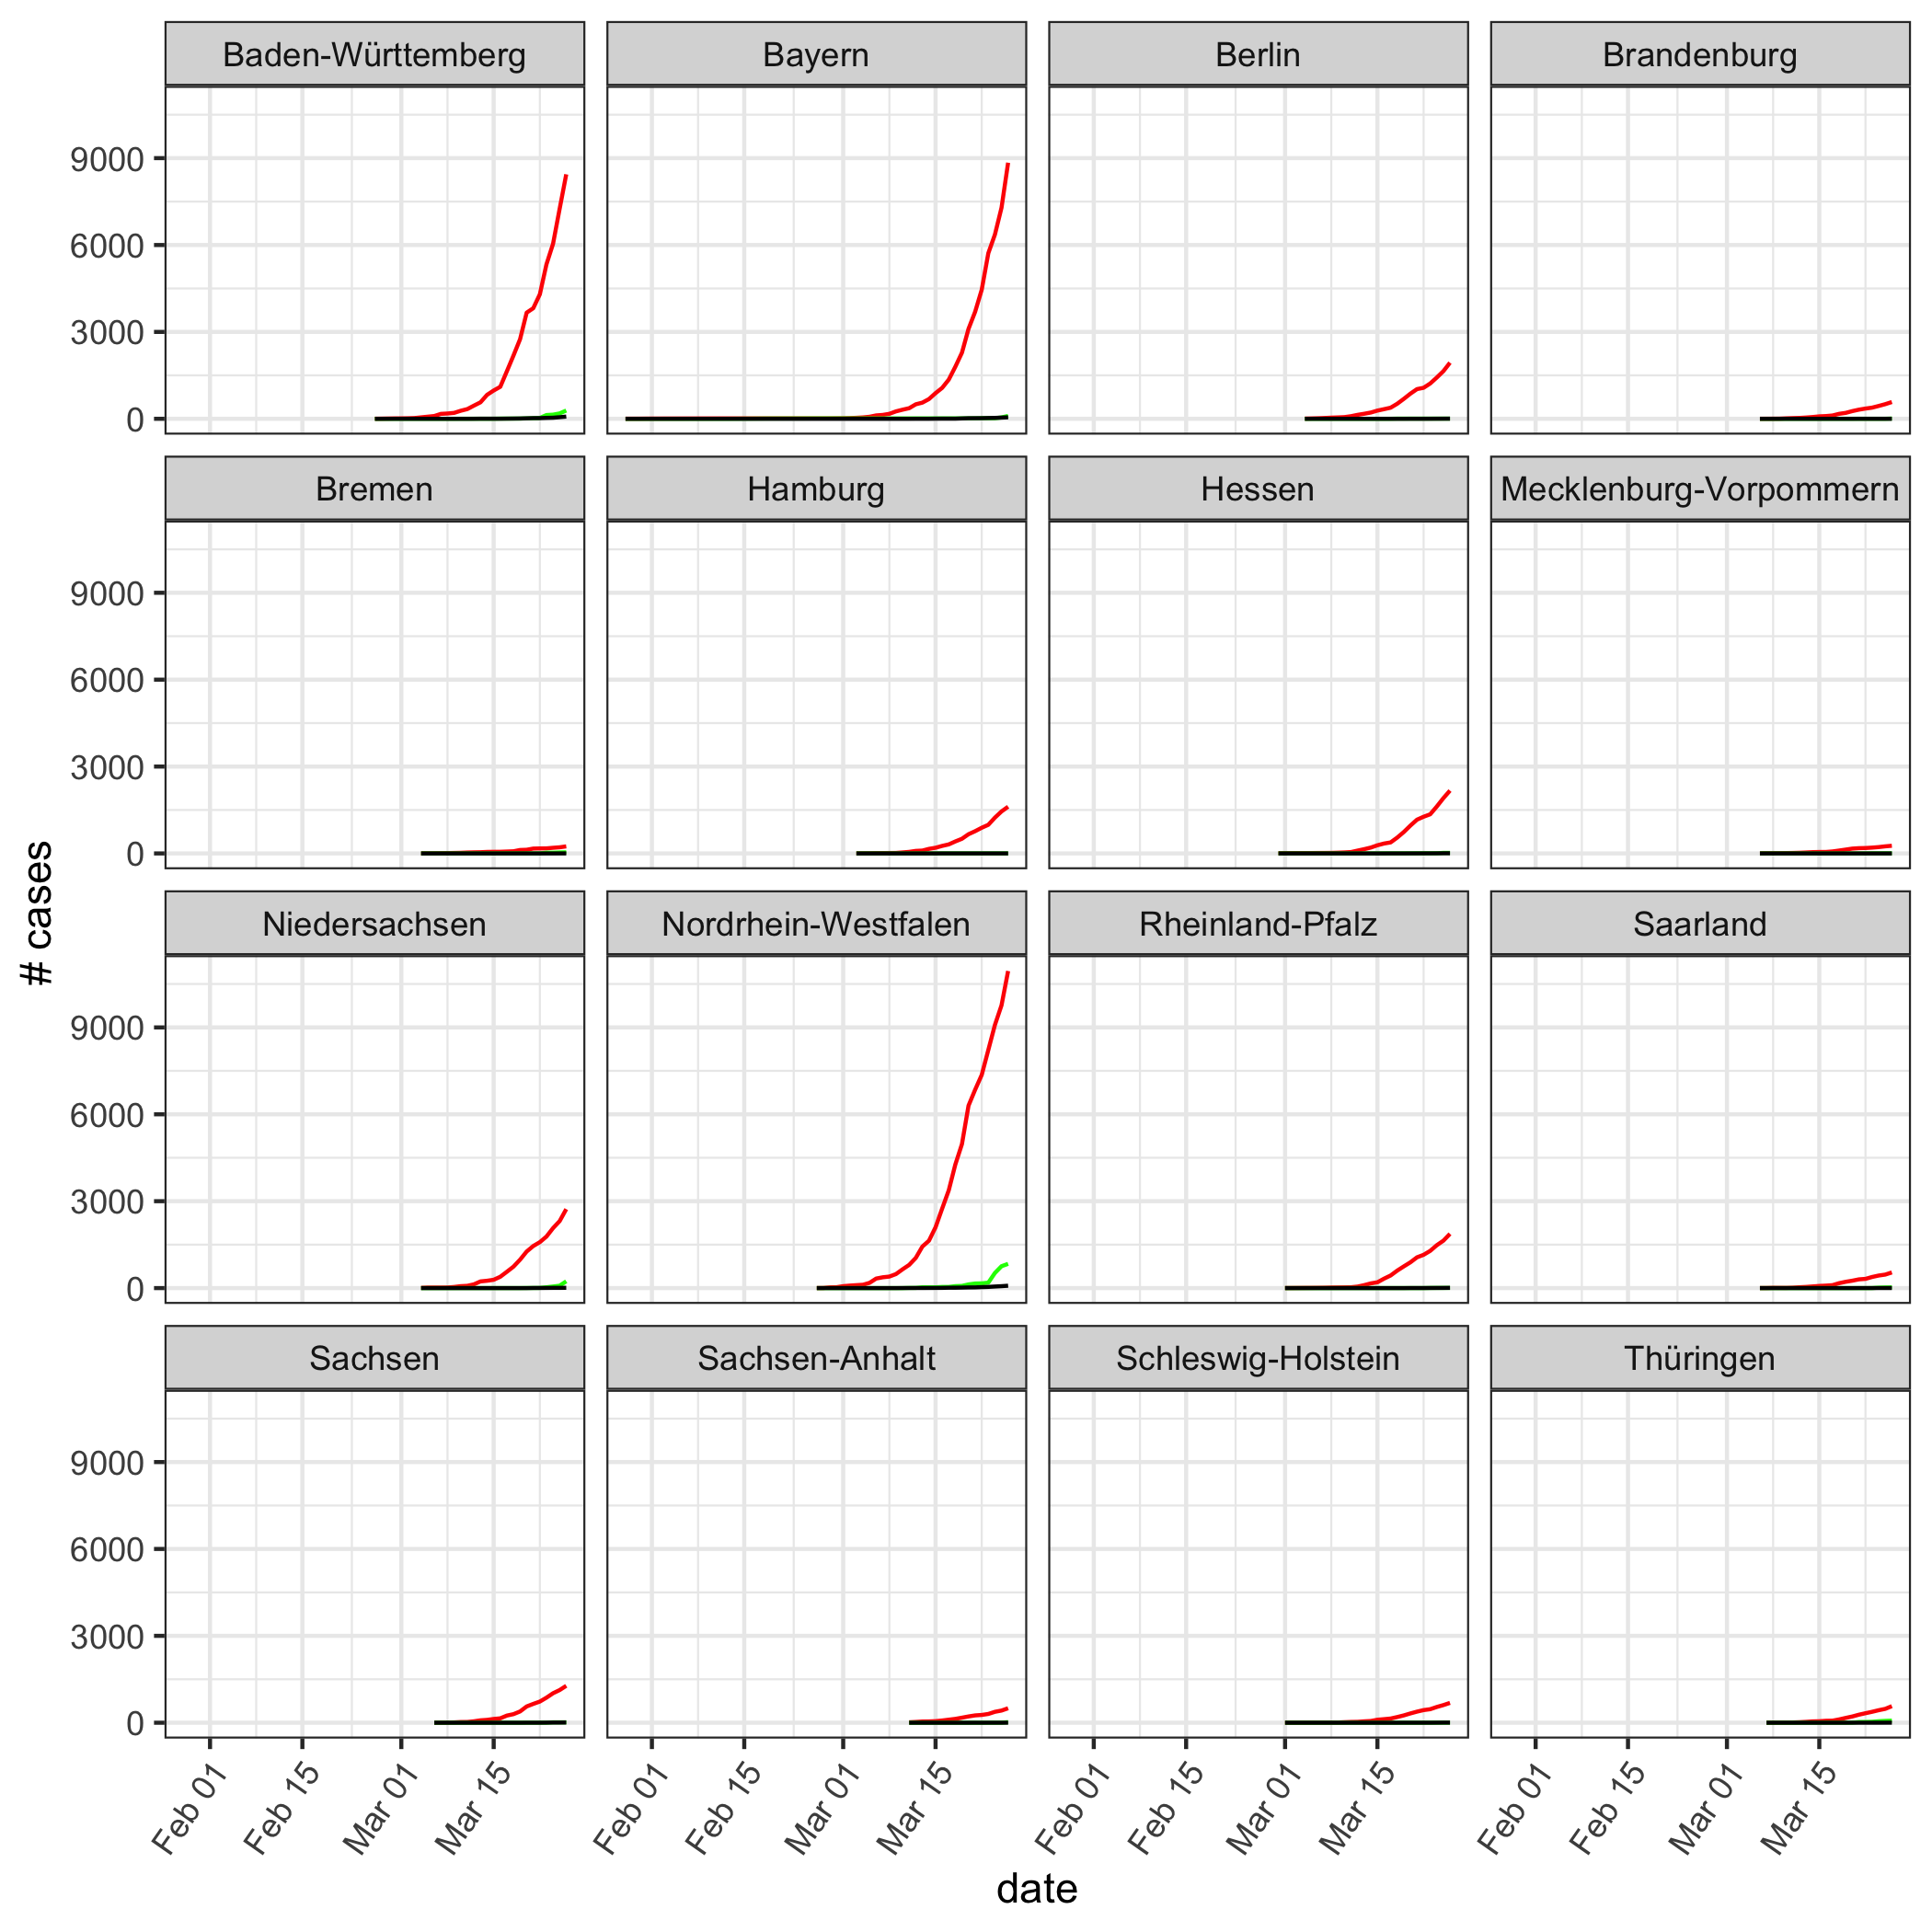 Baden-Württemberg
Bayern
Berlin
Brandenburg
9000
6000
3000
0
Bremen
Hamburg
Hessen
Mecklenburg-Vorpommern
9000
6000
3000
0
# cases
Niedersachsen
Nordrhein-Westfalen
Rheinland-Pfalz
Saarland
9000
6000
3000
0
Sachsen
Sachsen-Anhalt
Schleswig-Holstein
Thüringen
9000
6000
3000
0
Feb 01
Feb 15
Mar 01
Mar 15
Feb 01
Feb 15
Mar 01
Mar 15
Feb 01
Feb 15
Mar 01
Mar 15
Feb 01
Feb 15
Mar 01
Mar 15
date